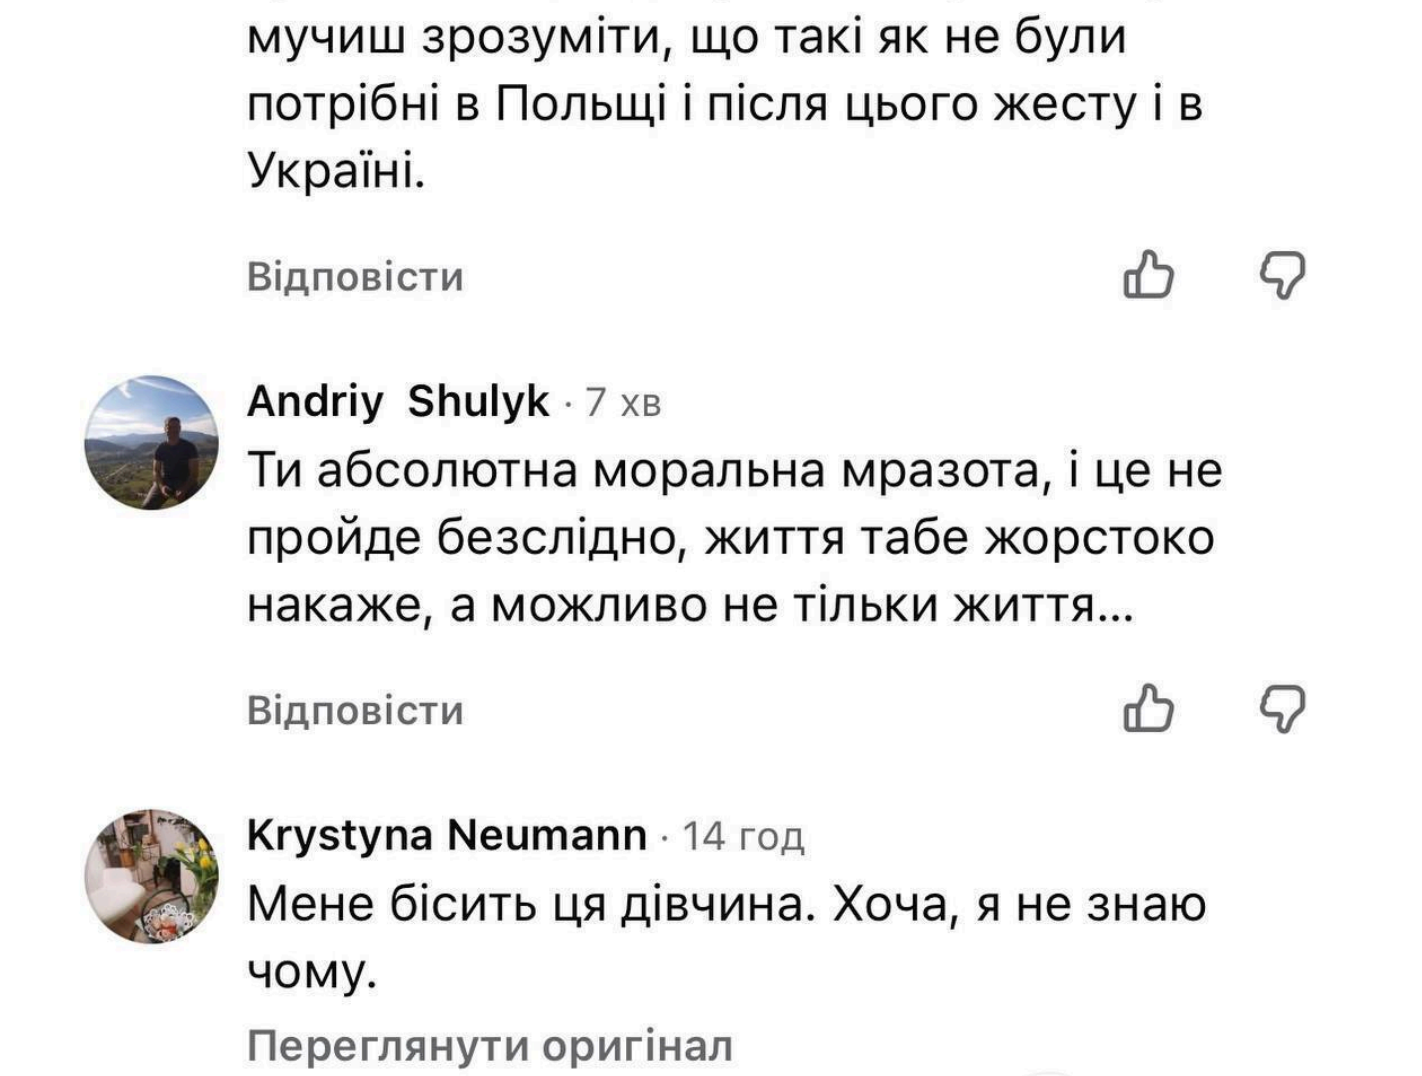 мучиш зрозуміти, що такі як не були
потрібні в Польщі і після цього жесту і в
Україні.
Відповісти
Andriy Shulyk · 7 хв
Ти абсолютна моральна мразота, і це не
пройде безслідно, життя табе жорстоко
накаже, а можливо не тільки життя...
Відповісти
Krystyna Neumann · 14 год
Мене бісить ця дівчина. Хоча, я не знаю
чому.
Переглянути оригінал